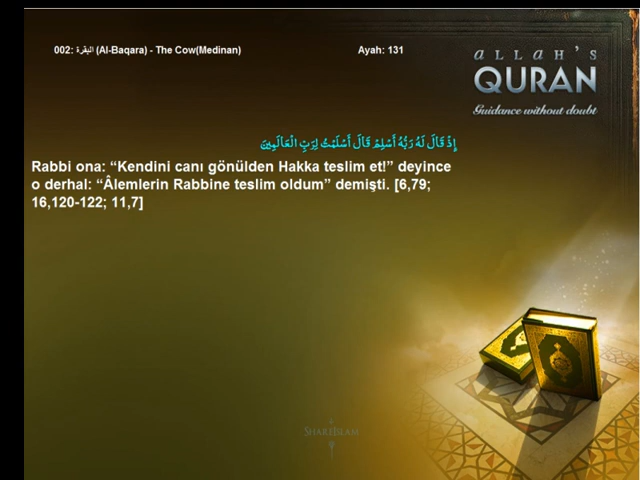 002: البقرة (Al-Baqara) - The Cow(Medinan)
Ayah: 131
ALLAH'S
QURAN
Guidance without doubt
إِذْ قَالَ لَهُ رَبُّهُ أَسْلِمْ قَالَ أَسْلَمْتُ لِرَبِّ الْعَالَمِينَ
Rabbi ona: “Kendini canı gönülden Hakka teslim et!” deyince
o derhal: “Âlemlerin Rabbine teslim oldum” demişti. [6,79;
16,120-122; 11,7]
SHAREISLAM